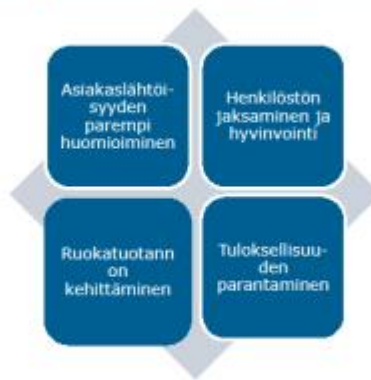 Asiakaslähtöi-
syyden
parempi
huomioiminen
Henkilöstön
jaksaminen ja
hyvinvointi
Ruokatuotann
on
kehittäminen
Tuloksellisuu-
den
parantaminen